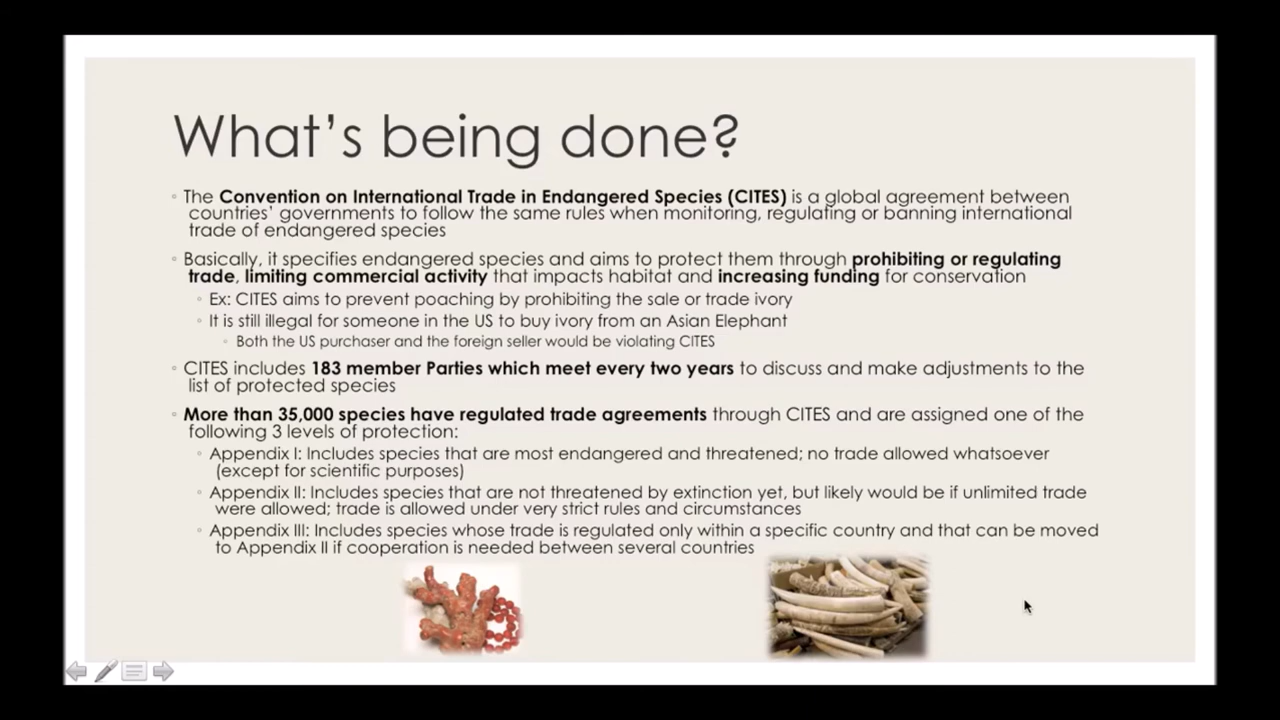 What's being done?
The Convention on International Trade in Endangered Species (CITES) is a global agreement between
countries' governments to follow the same rules when monitoring, regulating or banning international
trade of endangered species
Basically, it specifies endangered species and aims to protect them through prohibiting or regulating
trade, limiting commercial activity that impacts habitat and increasing funding for conservation
Ex: CITES aims to prevent poaching by prohibiting the sale or trade ivory
It is still illegal for someone in the US to buy ivory from an Asian Elephant
Both the US purchaser and the foreign seller would be violating CITES
CITES includes 183 member Parties which meet every two years to discuss and make adjustments to the
list of protected species
More than 35,000 species have regulated trade agreements through CITES and are assigned one of the
following 3 levels of protection:
Appendix I: Includes species that are most endangered and threatened; no trade allowed whatsoever
(except for scientific purposes)
Appendix II: Includes species that are not threatened by extinction yet, but likely would be if unlimited trade
were allowed; trade is allowed under very strict rules and circumstances
Appendix III: Includes species whose trade is regulated only within a specific country and that can be moved
to Appendix II if cooperation is needed between several countries